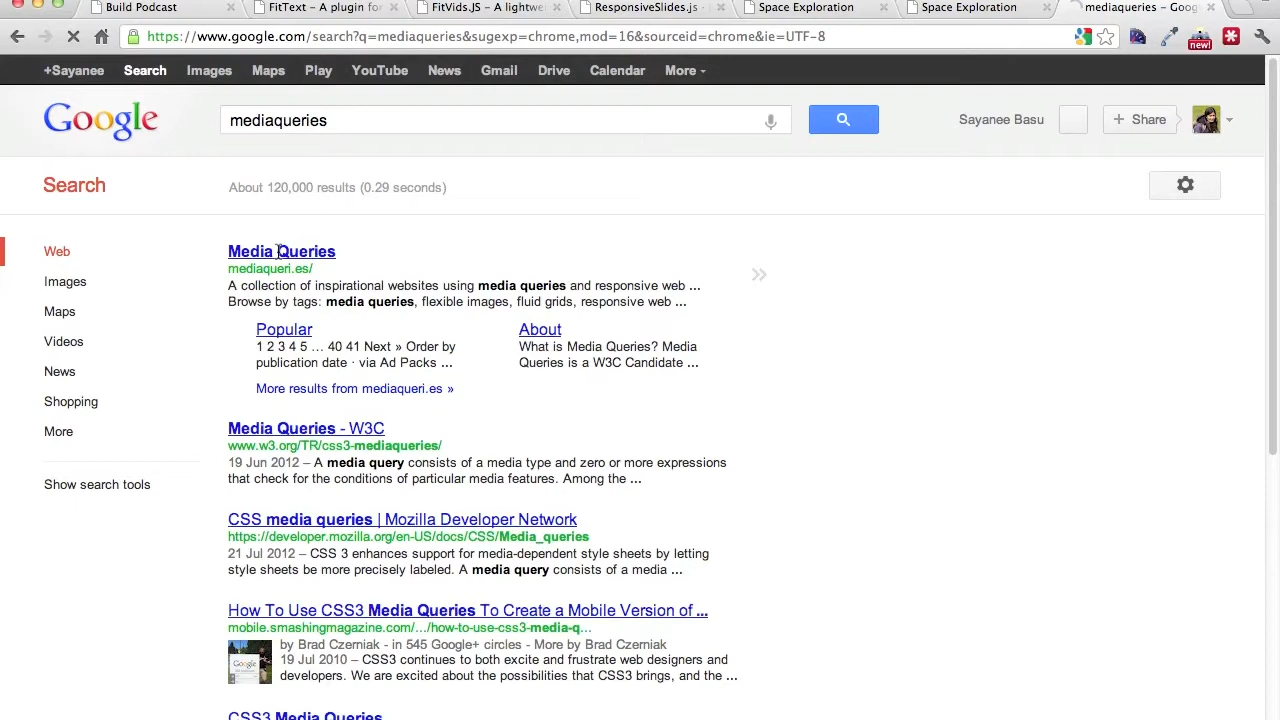 Build Podcast
FitText - A plugin for
FitVids.JS - A lightwe
ResponsiveSlides.js
Space Exploration
Space Exploration
mediaqueries - Goog
https://www.google.com/search?q=mediaqueries&sugexp=chrome,mod=16&sourceid=chrome&ie=UTF-8
new!
+Sayanee Search Images Maps Play YouTube News Gmail Drive Calendar More
Google
mediaqueries
Sayanee Basu
+ Share
Search
About 120,000 results (0.29 seconds)
Web
Images
Maps
Videos
News
Shopping
More
Show search tools
Media Queries
mediaqueri.es/
A collection of inspirational websites using media queries and responsive web ...
Browse by tags: media queries, flexible images, fluid grids, responsive web ...
Popular
1 2 3 4 5 ... 40 41 Next » Order by
publication date · via Ad Packs ...
About
What is Media Queries? Media
Queries is a W3C Candidate ...
More results from mediaqueri.es »
Media Queries - W3C
www.w3.org/TR/css3-mediaqueries/
19 Jun 2012 – A media query consists of a media type and zero or more expressions
that check for the conditions of particular media features. Among the ...
CSS media queries | Mozilla Developer Network
https://developer.mozilla.org/en-US/docs/CSS/Media_queries
21 Jul 2012 – CSS 3 enhances support for media-dependent style sheets by letting
style sheets be more precisely labeled. A media query consists of a media ...
How To Use CSS3 Media Queries To Create a Mobile Version of ...
mobile.smashingmagazine.com/.../how-to-use-css3-media-q...
by Brad Czerniak - in 545 Google+ circles - More by Brad Czerniak
19 Jul 2010 – CSS3 continues to both excite and frustrate web designers and
developers. We are excited about the possibilities that CSS3 brings, and the ...
CSS3 Media Queries